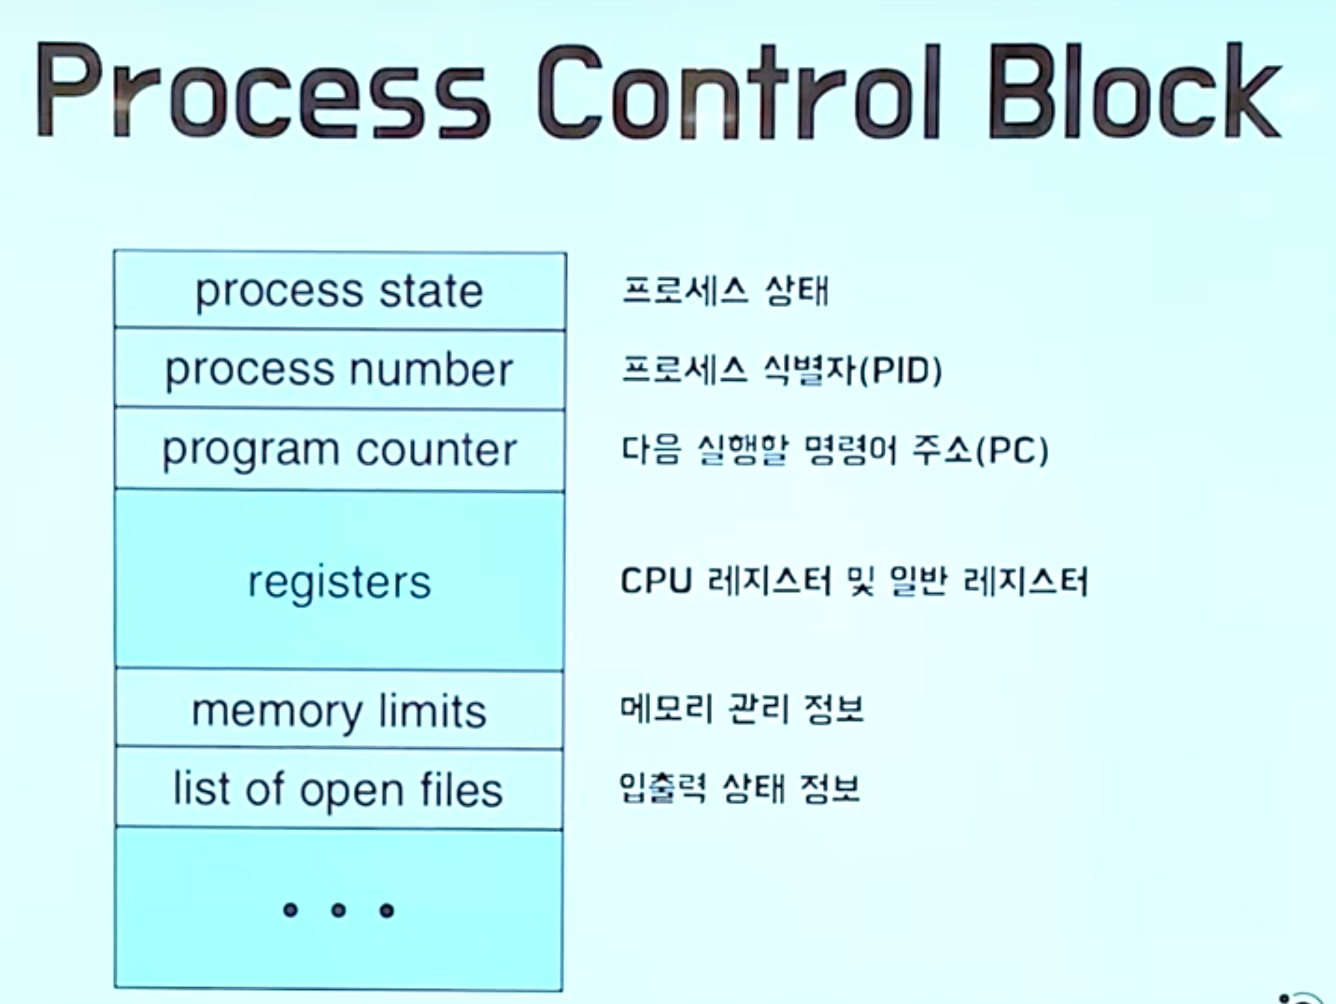 Process Control Block
process state 프로세스 상태
process number 프로세스 식별자(PID)
program counter 다음 실행할 명령어 주소(PC)
registers CPU 레지스터 및 일반 레지스터
memory limits 메모리 관리 정보
list of open files 입출력 상태 정보
• • •